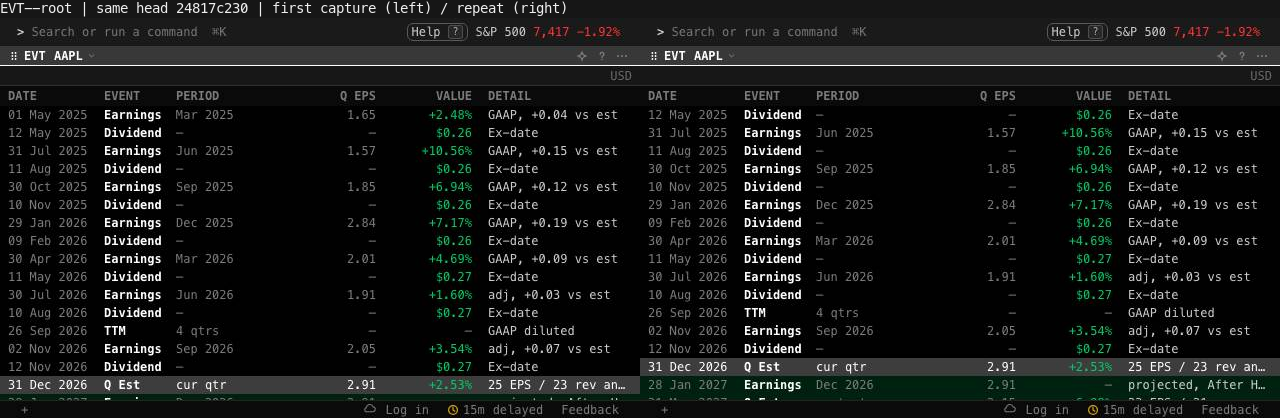 EVT——root | same head 24817c230 | first capture (left) / repeat (right)
> Search or run a command ⌘K Help ? S&P 500 7,417 −1.92%
EVT AAPL ?
USD
DATE EVENT PERIOD Q EPS VALUE DETAIL
01 May 2025 Earnings Mar 2025 1.65 +2.48% GAAP, +0.04 vs est
12 May 2025 Dividend — — $0.26 Ex-date
31 Jul 2025 Earnings Jun 2025 1.57 +10.56% GAAP, +0.15 vs est
11 Aug 2025 Dividend — — $0.26 Ex-date
30 Oct 2025 Earnings Sep 2025 1.85 +6.94% GAAP, +0.12 vs est
10 Nov 2025 Dividend — — $0.26 Ex-date
29 Jan 2026 Earnings Dec 2025 2.84 +7.17% GAAP, +0.19 vs est
09 Feb 2026 Dividend — — $0.26 Ex-date
30 Apr 2026 Earnings Mar 2026 2.01 +4.69% GAAP, +0.09 vs est
11 May 2026 Dividend — — $0.27 Ex-date
30 Jul 2026 Earnings Jun 2026 1.91 +1.60% adj, +0.03 vs est
10 Aug 2026 Dividend — — $0.27 Ex-date
26 Sep 2026 TTM 4 qtrs — — GAAP diluted
02 Nov 2026 Earnings Sep 2026 2.05 +3.54% adj, +0.07 vs est
12 Nov 2026 Dividend — — $0.27 Ex-date
31 Dec 2026 Q Est cur qtr 2.91 +2.53% 25 EPS / 23 rev an…
+ Log in 15m delayed Feedback
> Search or run a command ⌘K Help ? S&P 500 7,417 −1.92%
EVT AAPL ? ...
USD
DATE EVENT PERIOD Q EPS VALUE DETAIL
12 May 2025 Dividend — — $0.26 Ex-date
31 Jul 2025 Earnings Jun 2025 1.57 +10.56% GAAP, +0.15 vs est
11 Aug 2025 Dividend — — $0.26 Ex-date
30 Oct 2025 Earnings Sep 2025 1.85 +6.94% GAAP, +0.12 vs est
10 Nov 2025 Dividend — — $0.26 Ex-date
29 Jan 2026 Earnings Dec 2025 2.84 +7.17% GAAP, +0.19 vs est
09 Feb 2026 Dividend — — $0.26 Ex-date
30 Apr 2026 Earnings Mar 2026 2.01 +4.69% GAAP, +0.09 vs est
11 May 2026 Dividend — — $0.27 Ex-date
30 Jul 2026 Earnings Jun 2026 1.91 +1.60% adj, +0.03 vs est
10 Aug 2026 Dividend — — $0.27 Ex-date
26 Sep 2026 TTM 4 qtrs — — GAAP diluted
02 Nov 2026 Earnings Sep 2026 2.05 +3.54% adj, +0.07 vs est
12 Nov 2026 Dividend — — $0.27 Ex-date
31 Dec 2026 Q Est cur qtr 2.91 +2.53% 25 EPS / 23 rev an…
28 Jan 2027 Earnings Dec 2026 2.91 — projected, After H…
+ Log in 15m delayed Feedback